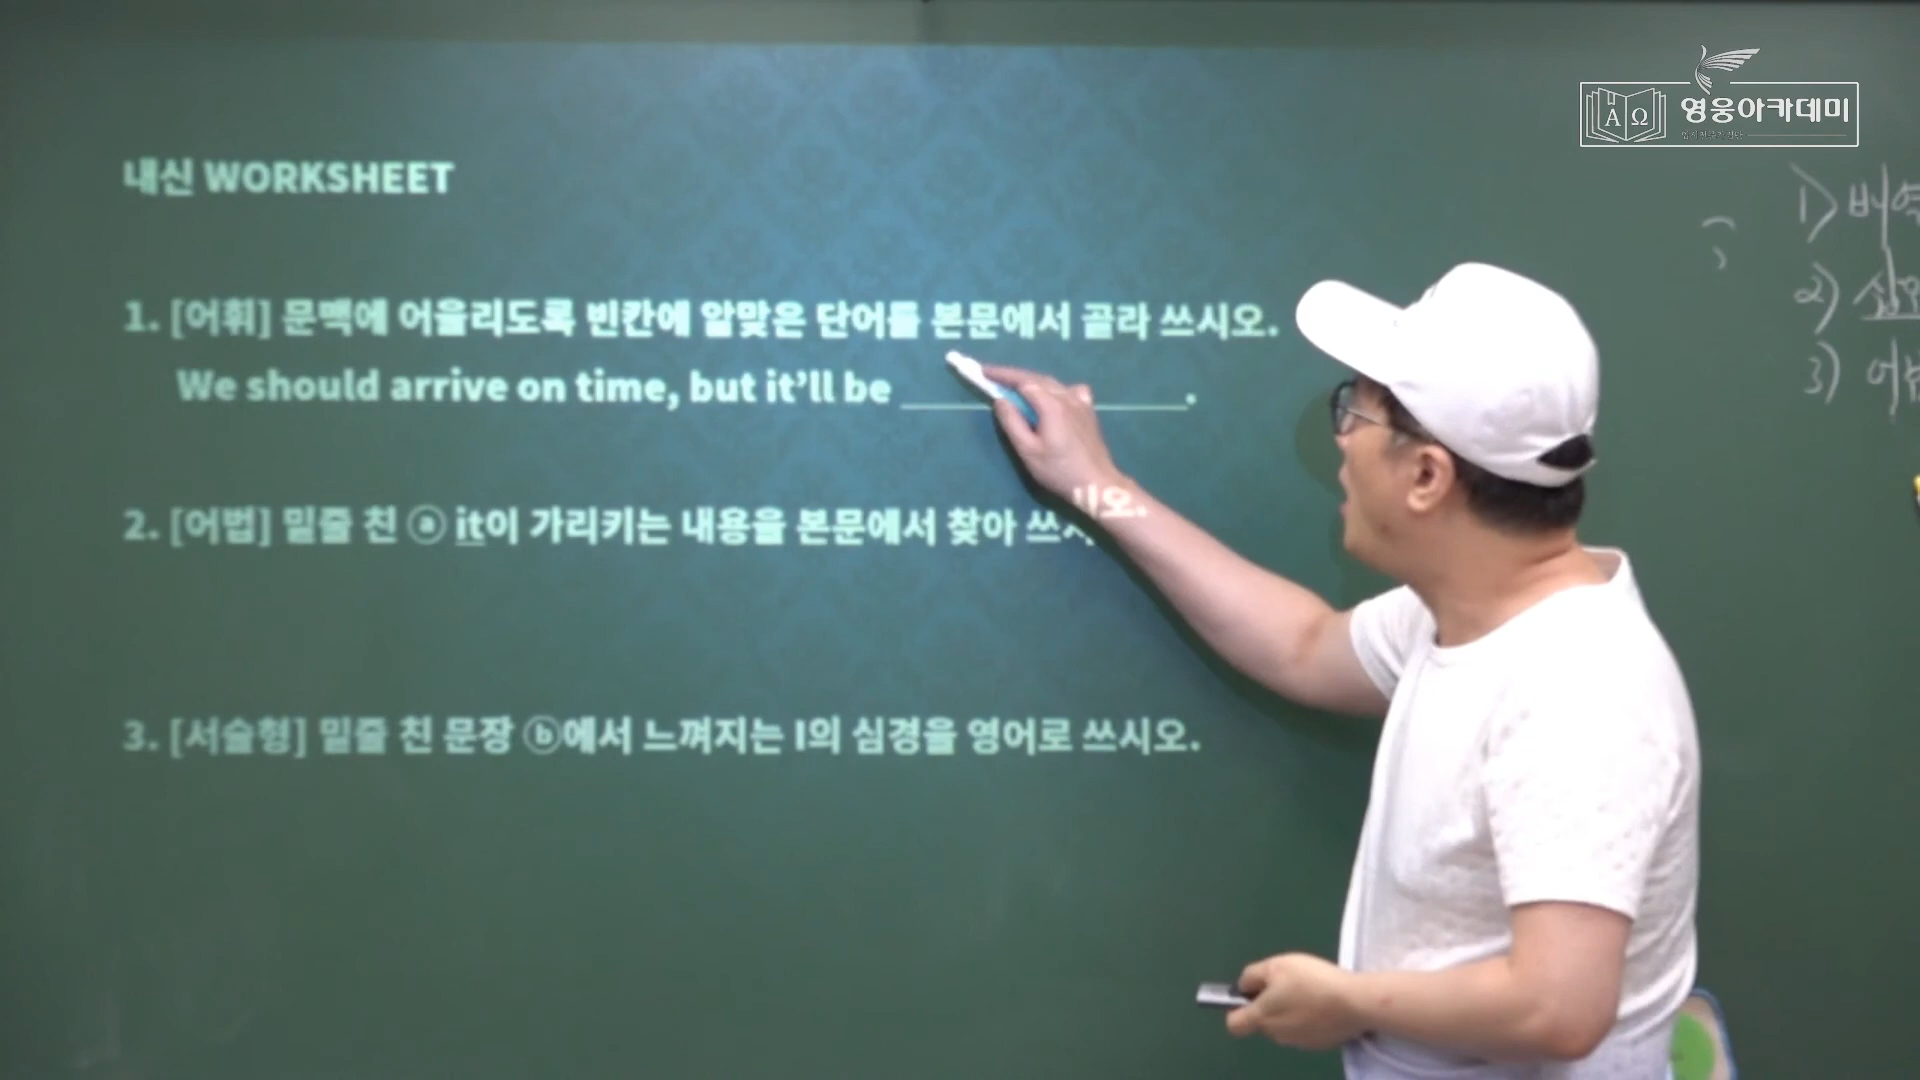 영웅아카데미
내신 WORKSHEET
1. [어휘] 문맥에 어울리도록 빈칸에 알맞은 단어를 본문에서 골라 쓰시오.
We should arrive on time, but it'll be ____________.
2. [어법] 밑줄 친 ⓐ it이 가리키는 내용을 본문에서 찾아 쓰시오.
3. [서술형] 밑줄 친 문장 ⓑ에서 느껴지는 I의 심경을 영어로 쓰시오.
1)
2)
3)